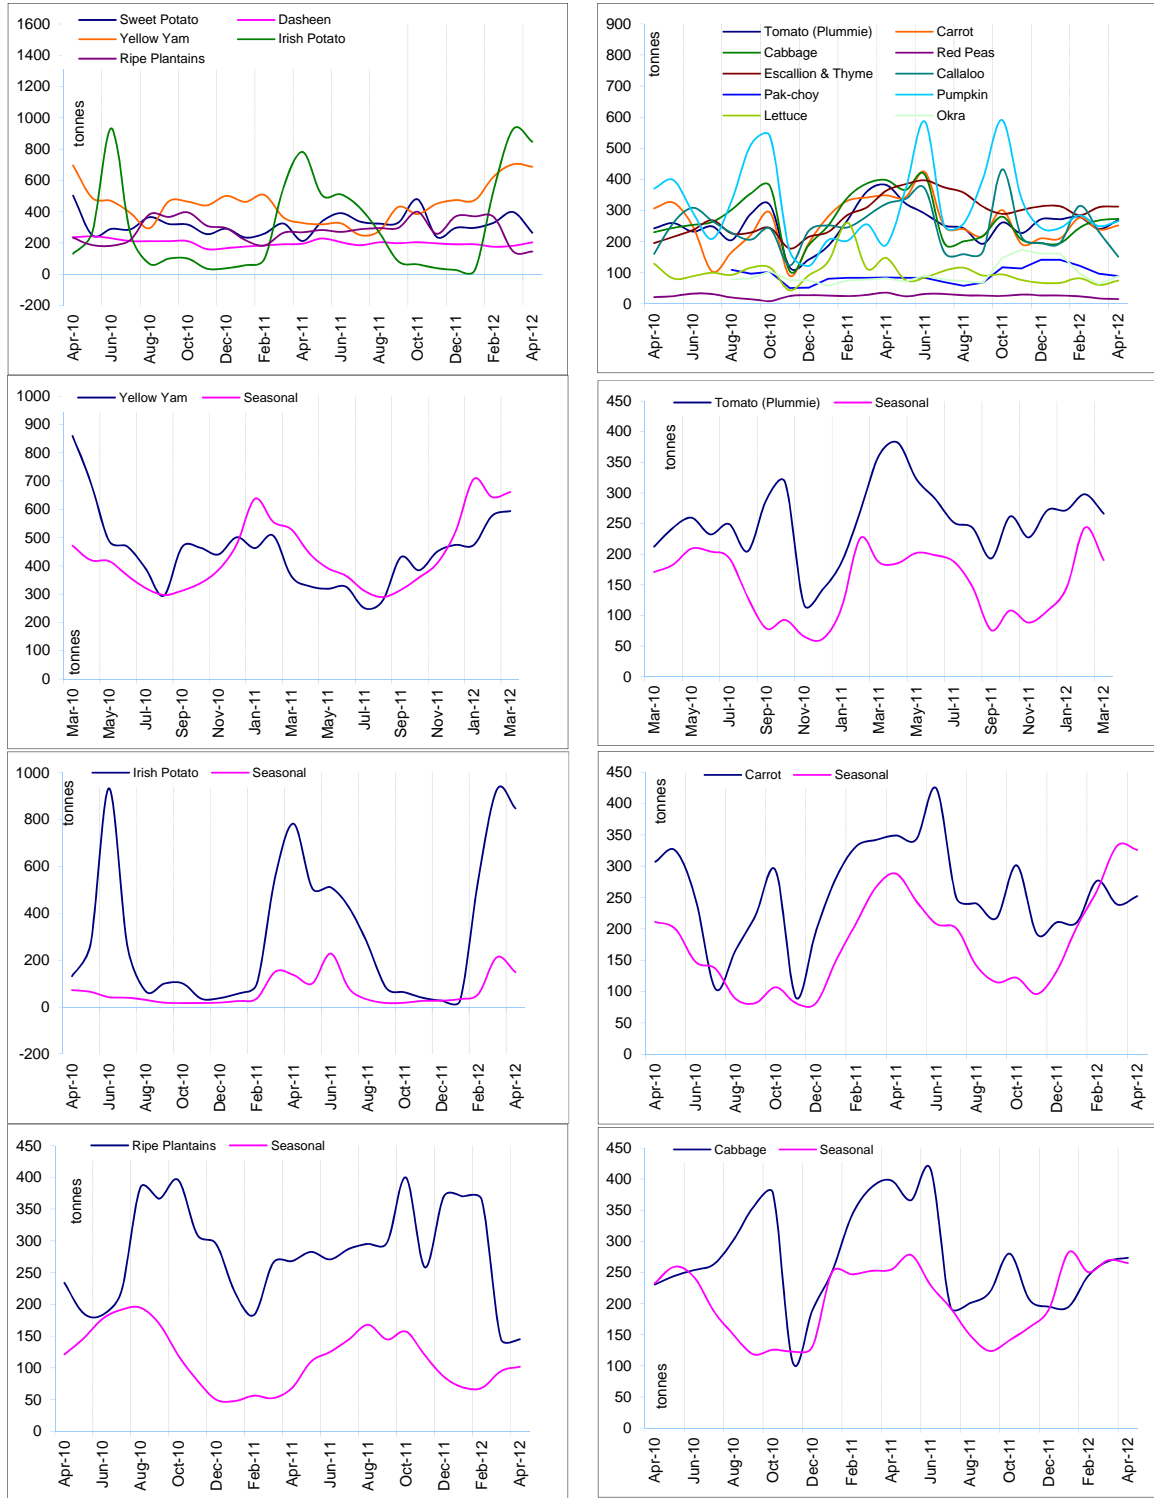 Sweet Potato Dasheen
Yellow Yam Irish Potato
Ripe Plantains
tonnes
1600
1400
1200
1000
800
600
400
200
0
-200
Apr-10 Jun-10 Aug-10 Oct-10 Dec-10 Feb-11 Apr-11 Jun-11 Aug-11 Oct-11 Dec-11 Feb-12 Apr-12
Tomato (Plummie) Carrot
Cabbage Red Peas
Escallion & Thyme Callaloo
Pak-choy Pumpkin
Lettuce Okra
tonnes
900
800
700
600
500
400
300
200
100
0
Apr-10 Jun-10 Aug-10 Oct-10 Dec-10 Feb-11 Apr-11 Jun-11 Aug-11 Oct-11 Dec-11 Feb-12 Apr-12
Yellow Yam Seasonal
tonnes
1000
900
800
700
600
500
400
300
200
100
0
Mar-10 May-10 Jul-10 Sep-10 Nov-10 Jan-11 Mar-11 May-11 Jul-11 Sep-11 Nov-11 Jan-12 Mar-12
Tomato (Plummie) Seasonal
tonnes
450
400
350
300
250
200
150
100
50
0
Mar-10 May-10 Jul-10 Sep-10 Nov-10 Jan-11 Mar-11 May-11 Jul-11 Sep-11 Nov-11 Jan-12 Mar-12
Irish Potato Seasonal
tonnes
1000
800
600
400
200
0
-200
Apr-10 Jun-10 Aug-10 Oct-10 Dec-10 Feb-11 Apr-11 Jun-11 Aug-11 Oct-11 Dec-11 Feb-12 Apr-12
Carrot Seasonal
tonnes
450
400
350
300
250
200
150
100
50
0
Apr-10 Jun-10 Aug-10 Oct-10 Dec-10 Feb-11 Apr-11 Jun-11 Aug-11 Oct-11 Dec-11 Feb-12 Apr-12
Ripe Plantains Seasonal
tonnes
450
400
350
300
250
200
150
100
50
0
Apr-10 Jun-10 Aug-10 Oct-10 Dec-10 Feb-11 Apr-11 Jun-11 Aug-11 Oct-11 Dec-11 Feb-12 Apr-12
Cabbage Seasonal
tonnes
450
400
350
300
250
200
150
100
50
0
Apr-10 Jun-10 Aug-10 Oct-10 Dec-10 Feb-11 Apr-11 Jun-11 Aug-11 Oct-11 Dec-11 Feb-12 Apr-12